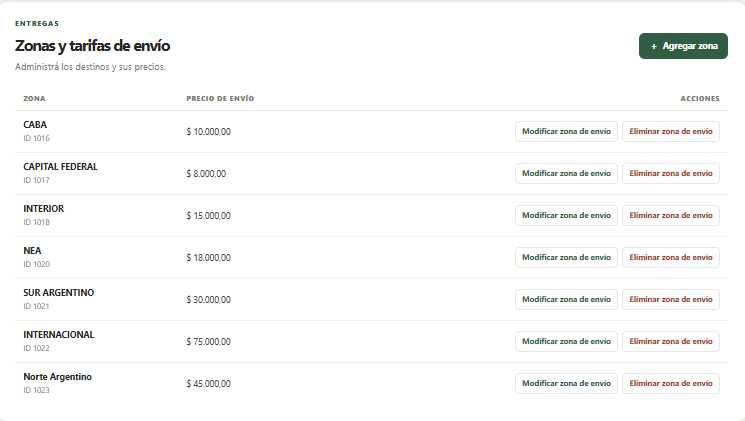 ENTREGAS
Zonas y tarifas de envío
+ Agregar zona
Administrá los destinos y sus precios.
ZONA PRECIO DE ENVÍO ACCIONES
CABA
ID 1016
$ 10.000,00
Modificar zona de envío Eliminar zona de envío
CAPITAL FEDERAL
ID 1017
$ 8.000,00
Modificar zona de envío Eliminar zona de envío
INTERIOR
ID 1018
$ 15.000,00
Modificar zona de envío Eliminar zona de envío
NEA
ID 1020
$ 18.000,00
Modificar zona de envío Eliminar zona de envío
SUR ARGENTINO
ID 1021
$ 30.000,00
Modificar zona de envío Eliminar zona de envío
INTERNACIONAL
ID 1022
$ 75.000,00
Modificar zona de envío Eliminar zona de envío
Norte Argentino
ID 1023
$ 45.000,00
Modificar zona de envío Eliminar zona de envío